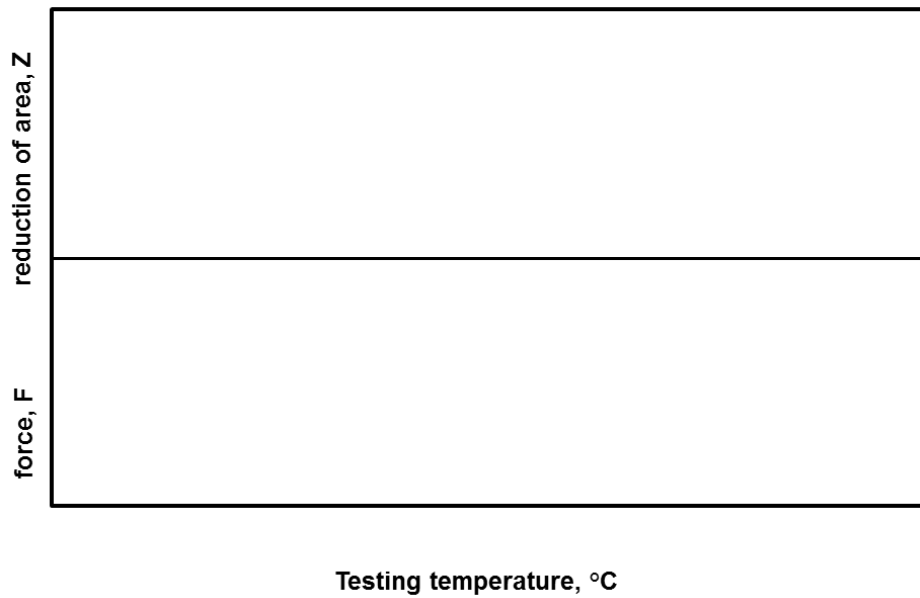 reduction of area, Z
force, F
Testing temperature, °C